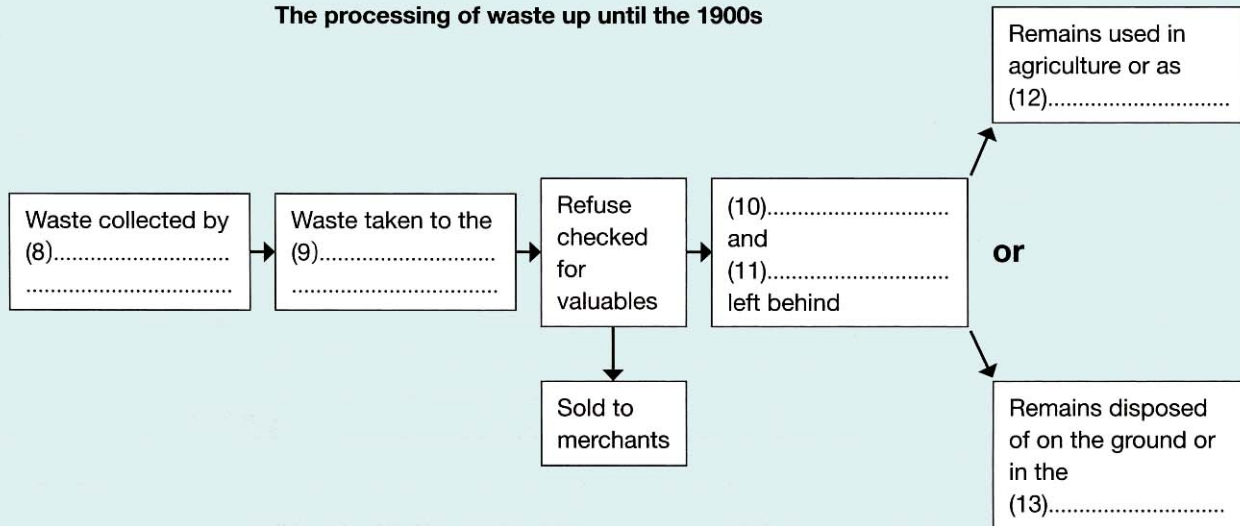 The processing of waste up until the 1900s
Waste collected by
(8)..............................
...................................
Waste taken to the
(9)..............................
...................................
Refuse
checked
for
valuables
Sold to
merchants
(10)...............................
and
(11)...............................
left behind
or
Remains used in
agriculture or as
(12)...............................
Remains disposed
of on the ground or
in the
(13)..............................